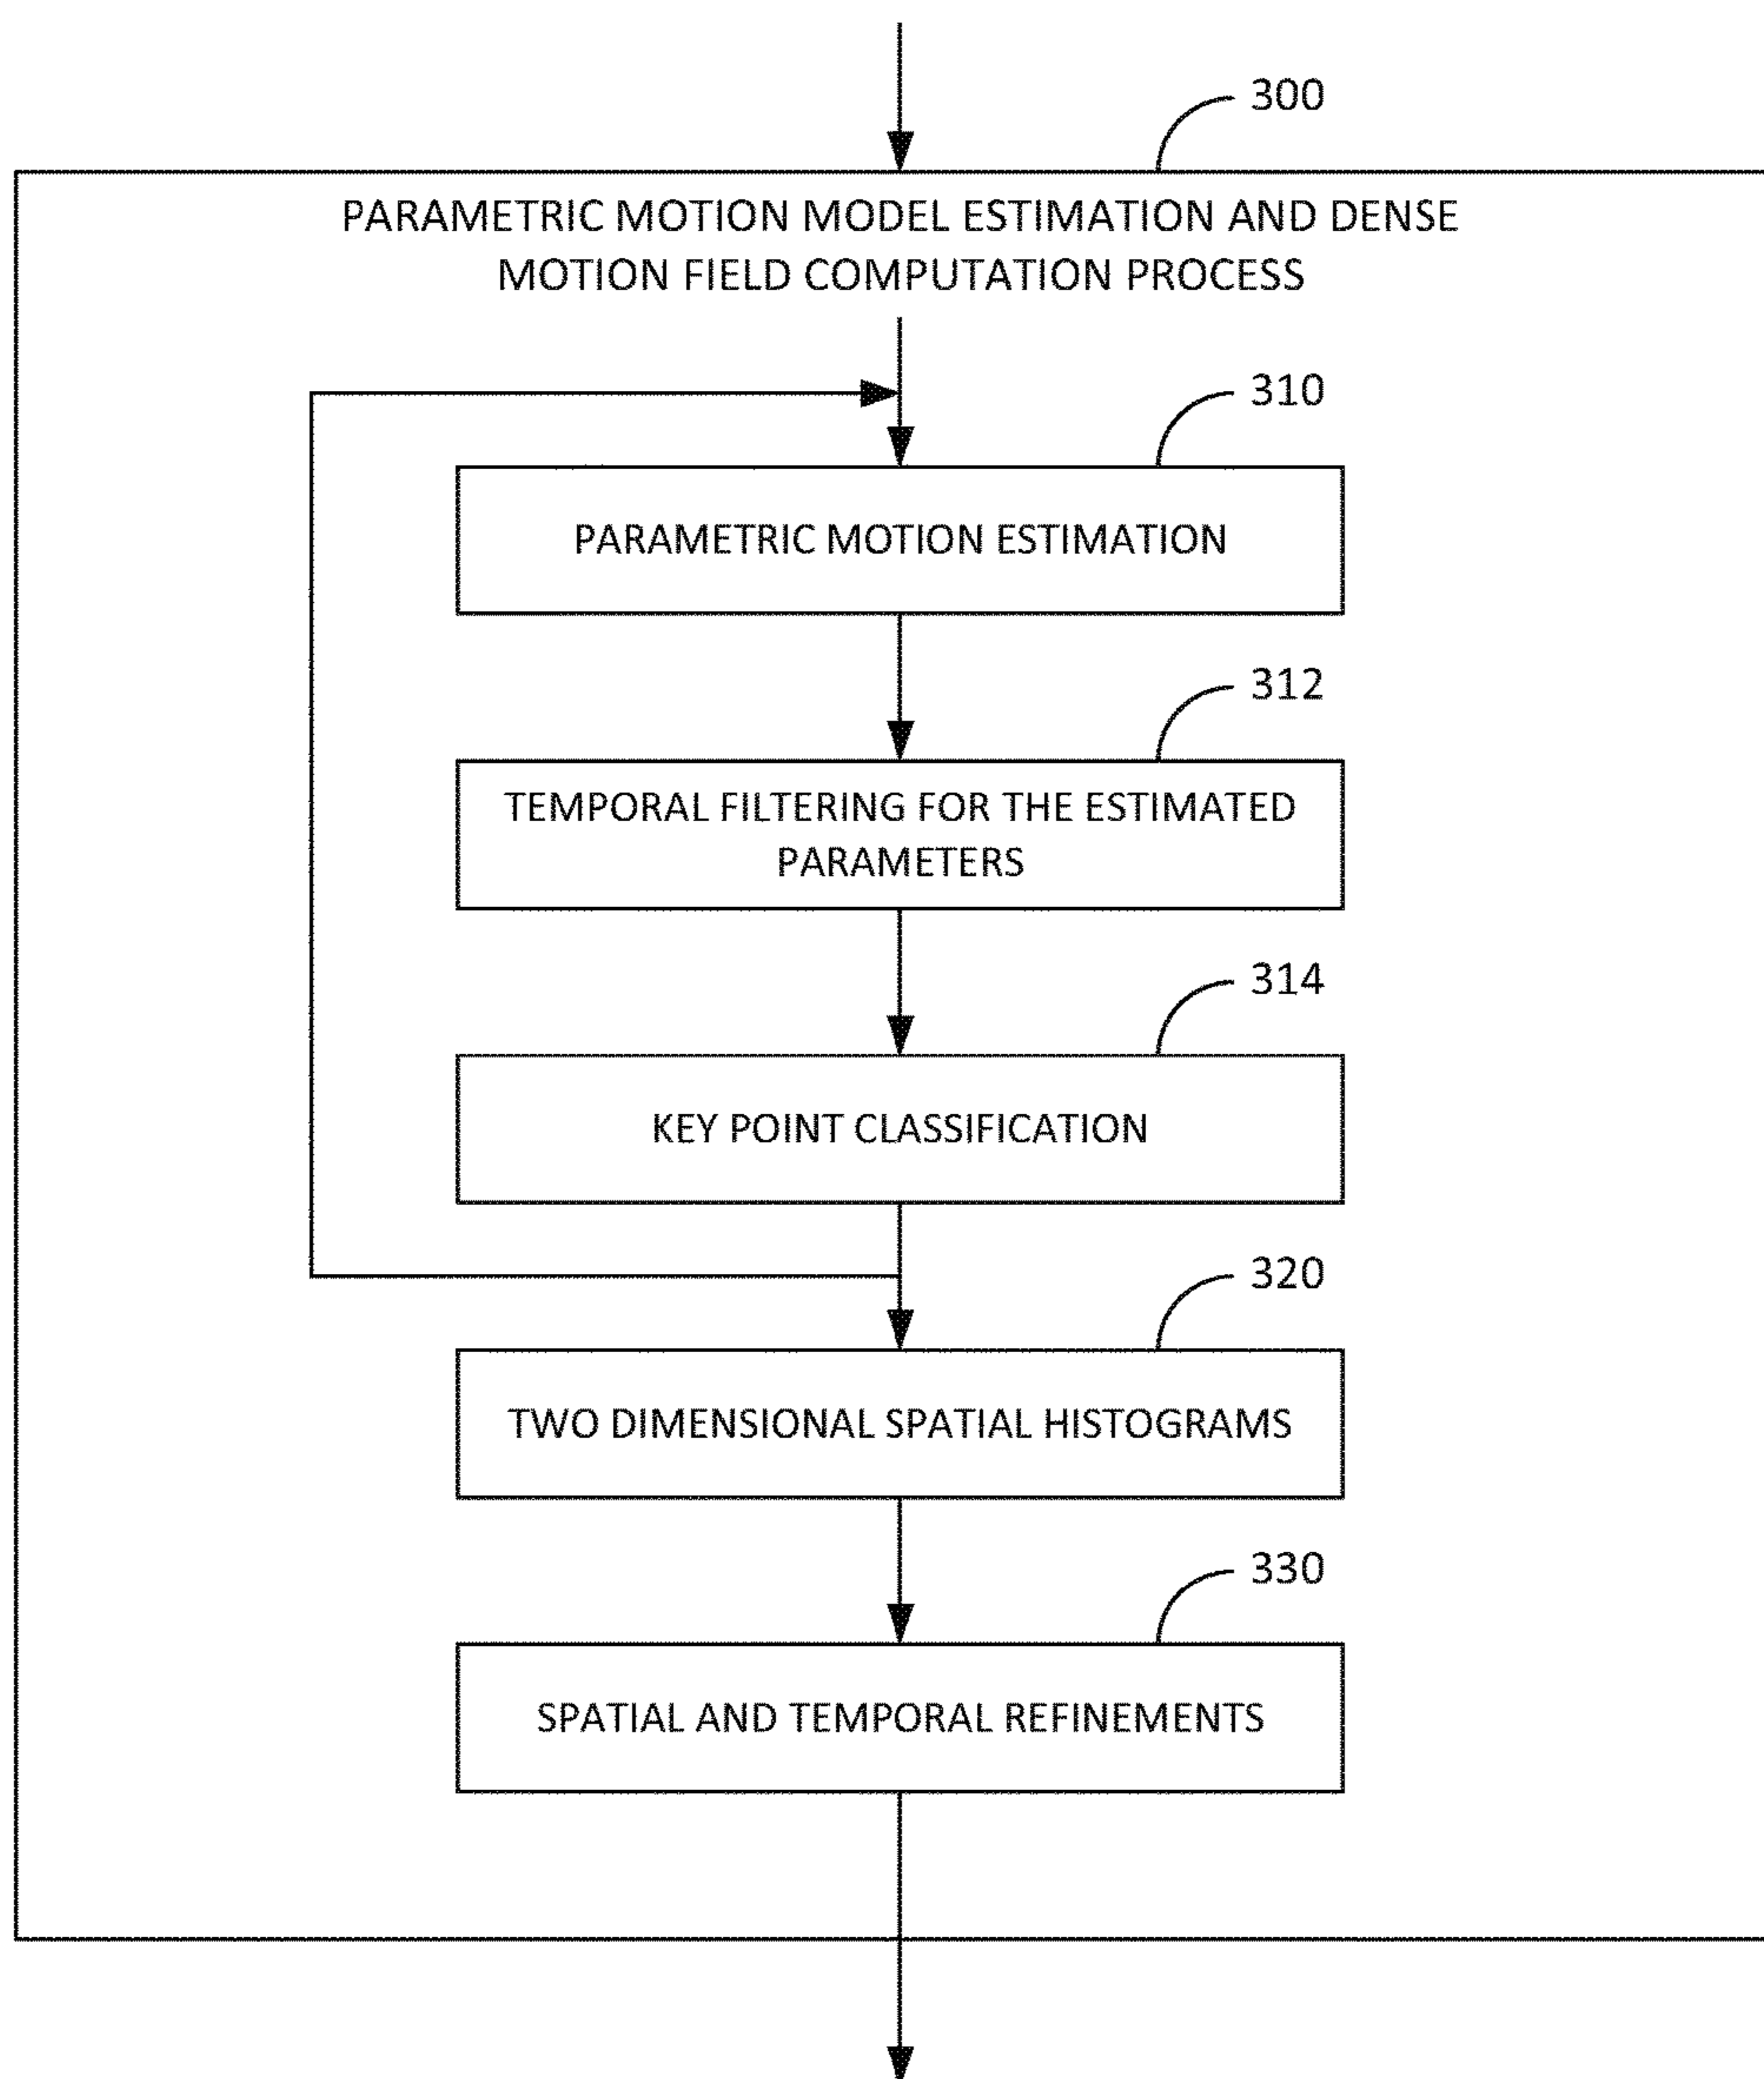 300
PARAMETRIC MOTION MODEL ESTIMATION AND DENSE
MOTION FIELD COMPUTATION PROCESS
310
PARAMETRIC MOTION ESTIMATION
312
TEMPORAL FILTERING FOR THE ESTIMATED
PARAMETERS
314
KEY POINT CLASSIFICATION
320
TWO DIMENSIONAL SPATIAL HISTOGRAMS
330
SPATIAL AND TEMPORAL REFINEMENTS